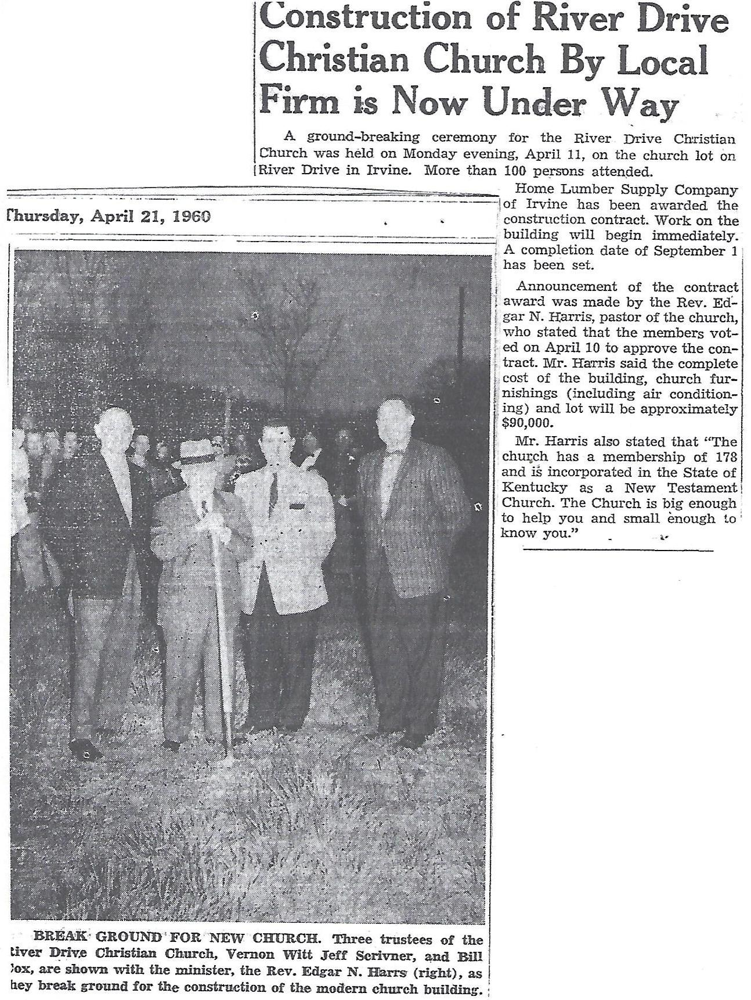 Construction of River Drive
Christian Church By Local
Firm is Now Under Way
A ground-breaking ceremony for the River Drive Christian
Church was held on Monday evening, April 11, on the church lot on
River Drive in Irvine. More than 100 persons attended.
Home Lumber Supply Company
of Irvine has been awarded the
construction contract. Work on the
building will begin immediately.
A completion date of September 1
has been set.
Announcement of the contract
award was made by the Rev. Ed-
gar N. Harris, pastor of the church,
who stated that the members vot-
ed on April 10 to approve the con-
tract. Mr. Harris said the complete
cost of the building, church fur-
nishings (including air condition-
ing) and lot will be approximately
$90,000.
Mr. Harris also stated that "The
church has a membership of 178
and is incorporated in the State of
Kentucky as a New Testament
Church. The Church is big enough
to help you and small enough to
know you."
Thursday, April 21, 1960
BREAK GROUND FOR NEW CHURCH. Three trustees of the
iver Drive Christian Church, Vernon Witt Jeff Scrivner, and Bill
ox, are shown with the minister, the Rev. Edgar N. Harrs (right), as
hey break ground for the construction of the modern church building.